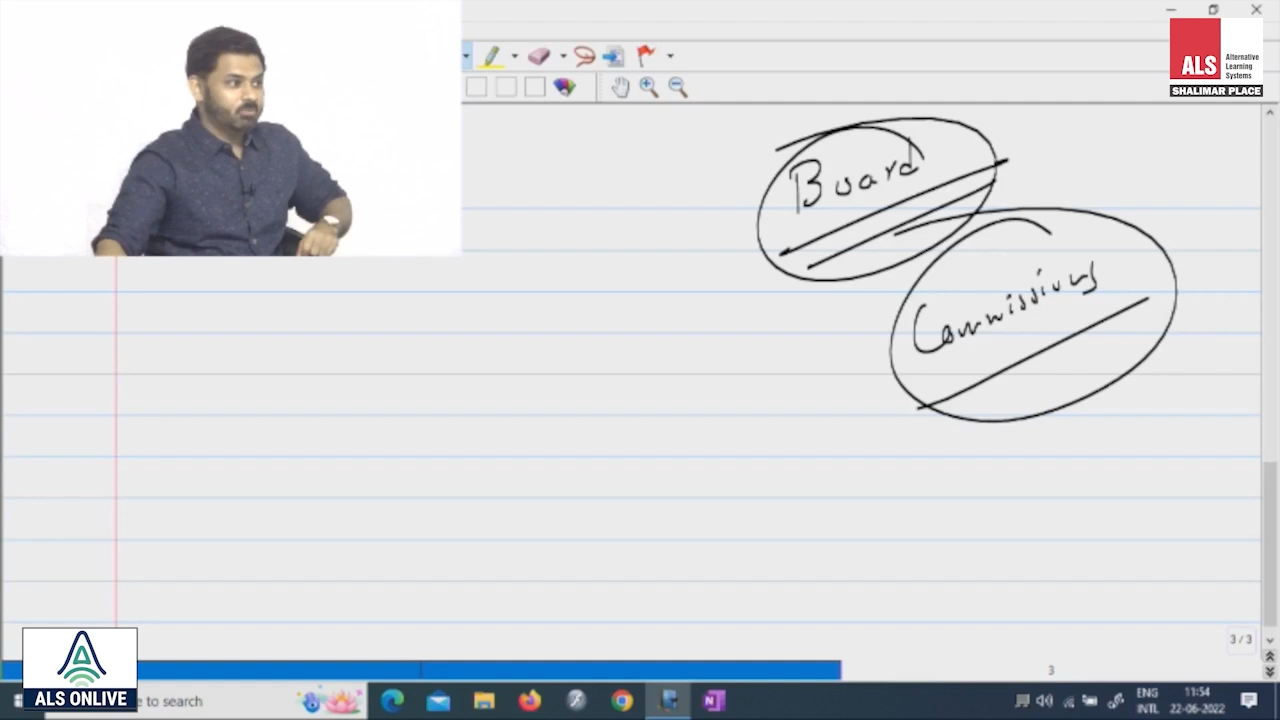 ALS
Alternative
Learning
Systems
SHALIMAR PLACE
Board
Commissions
3 / 3
3
ALS ONLIVE
e to search
ENG
INTL
11:54
22-06-2022